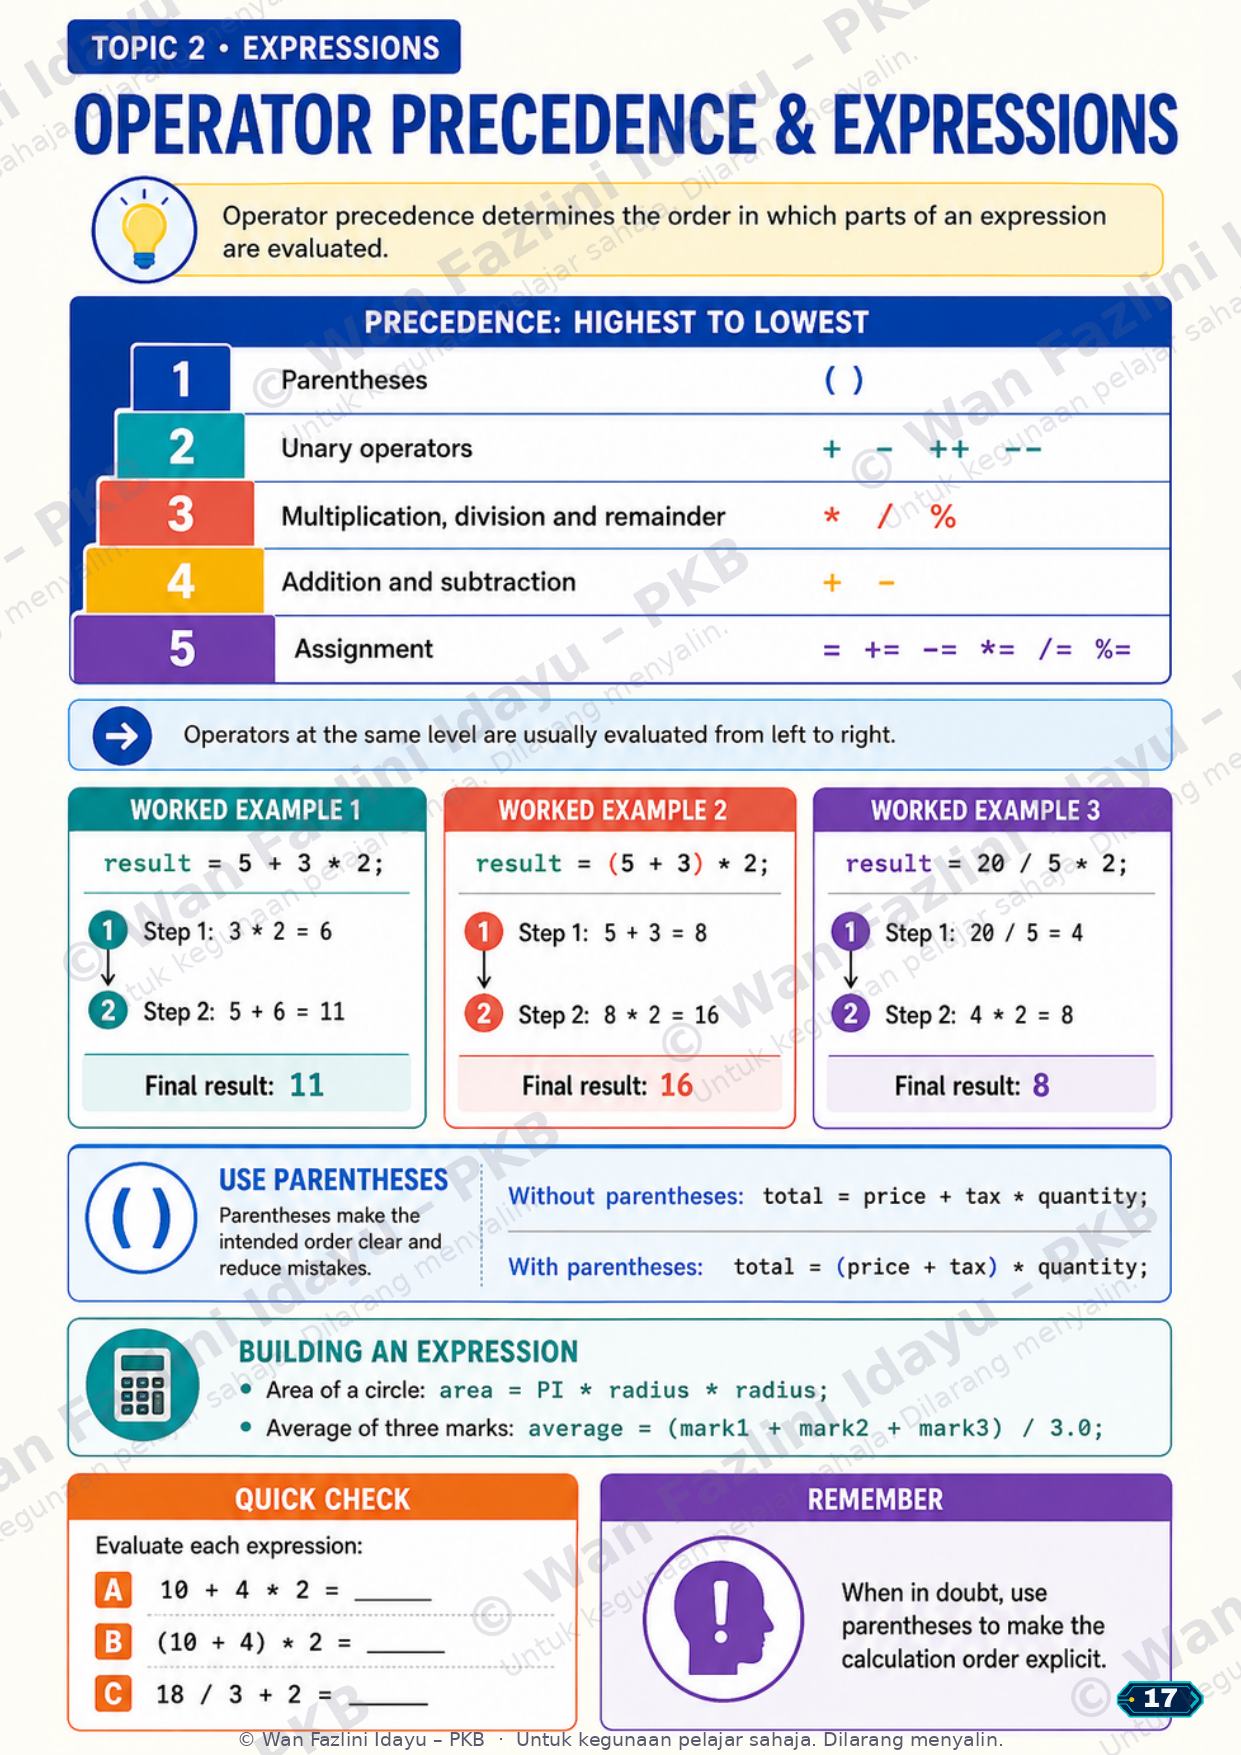 TOPIC 2 • EXPRESSIONS
OPERATOR PRECEDENCE & EXPRESSIONS
Operator precedence determines the order in which parts of an expression
are evaluated.
PRECEDENCE: HIGHEST TO LOWEST
1 Parentheses ( )
2 Unary operators + - ++ --
3 Multiplication, division and remainder * / %
4 Addition and subtraction + -
5 Assignment = += -= *= /= %=
Operators at the same level are usually evaluated from left to right.
WORKED EXAMPLE 1
result = 5 + 3 * 2;
1 Step 1: 3 * 2 = 6
2 Step 2: 5 + 6 = 11
Final result: 11
WORKED EXAMPLE 2
result = (5 + 3) * 2;
1 Step 1: 5 + 3 = 8
2 Step 2: 8 * 2 = 16
Final result: 16
WORKED EXAMPLE 3
result = 20 / 5 * 2;
1 Step 1: 20 / 5 = 4
2 Step 2: 4 * 2 = 8
Final result: 8
( )
USE PARENTHESES
Parentheses make the
intended order clear and
reduce mistakes.
Without parentheses: total = price + tax * quantity;
With parentheses: total = (price + tax) * quantity;
BUILDING AN EXPRESSION
• Area of a circle: area = PI * radius * radius;
• Average of three marks: average = (mark1 + mark2 + mark3) / 3.0;
QUICK CHECK
Evaluate each expression:
A 10 + 4 * 2 = ______
B (10 + 4) * 2 = ______
C 18 / 3 + 2 = ______
REMEMBER
!
When in doubt, use
parentheses to make the
calculation order explicit.
17
© Wan Fazlini Idayu – PKB · Untuk kegunaan pelajar sahaja. Dilarang menyalin.
© Wan Fazlini Idayu – PKB
Untuk kegunaan pelajar sahaja. Dilarang menyalin.